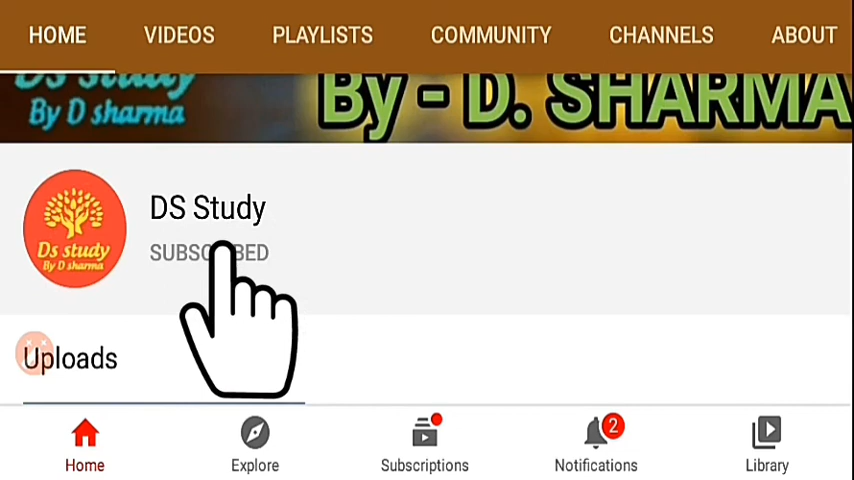 HOME VIDEOS PLAYLISTS COMMUNITY CHANNELS ABOUT
Ds study
By D sharma
By - D. SHARMA
Ds study
By D sharma
DS Study
Uploads
2
Home Explore Subscriptions Notifications Library